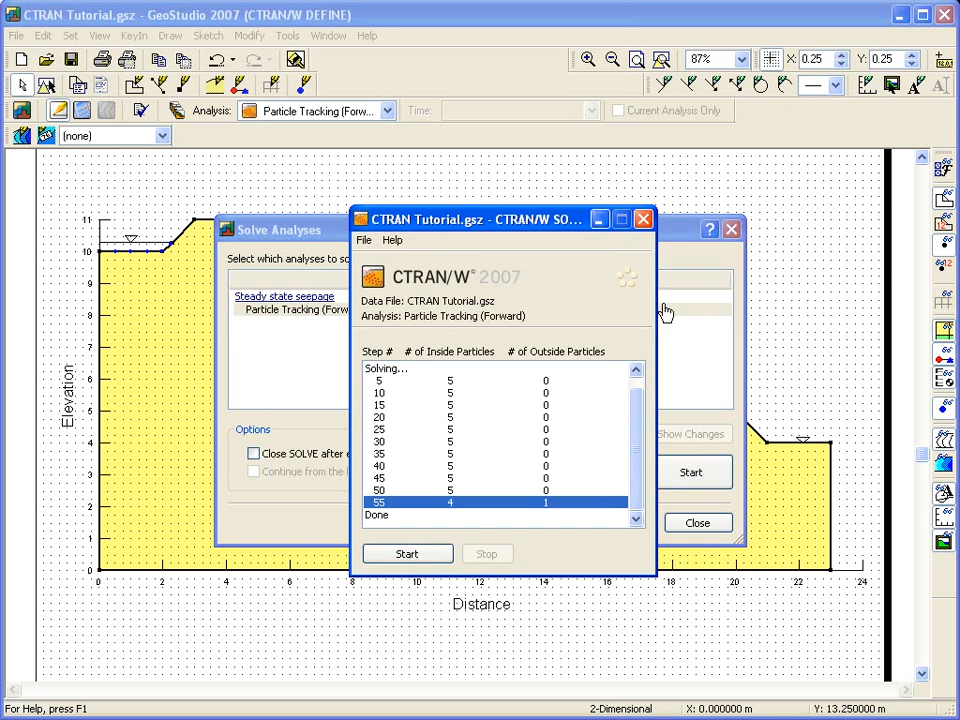 CTRAN Tutorial.gsz - GeoStudio 2007 (CTRAN/W DEFINE)
File Edit Set View KeyIn Draw Sketch Modify Tools Window Help
87% X: 0.25 Y: 0.25
Analysis: Particle Tracking (Forw... Time: Current Analysis Only
(none)
Solve Analyses
Select which analyses to so
Steady state seepage
Particle Tracking (Forw
Options
Close SOLVE after e
Continue from the l
Show Changes
Start
Close
CTRAN Tutorial.gsz - CTRAN/W SO...
File Help
CTRAN/W© 2007
Data File: CTRAN Tutorial.gsz
Analysis: Particle Tracking (Forward)
Step # # of Inside Particles # of Outside Particles
Solving...
5 5 0
10 5 0
15 5 0
20 5 0
25 5 0
30 5 0
35 5 0
40 5 0
45 5 0
50 5 0
55 4 1
Done
Start Stop
11
10
9
8
7
6
5
4
3
2
1
0
Elevation
0 2 4 6 8 10 12 14 16 18 20 22 24
Distance
For Help, press F1 2-Dimensional X: 0.000000 m Y: 13.250000 m